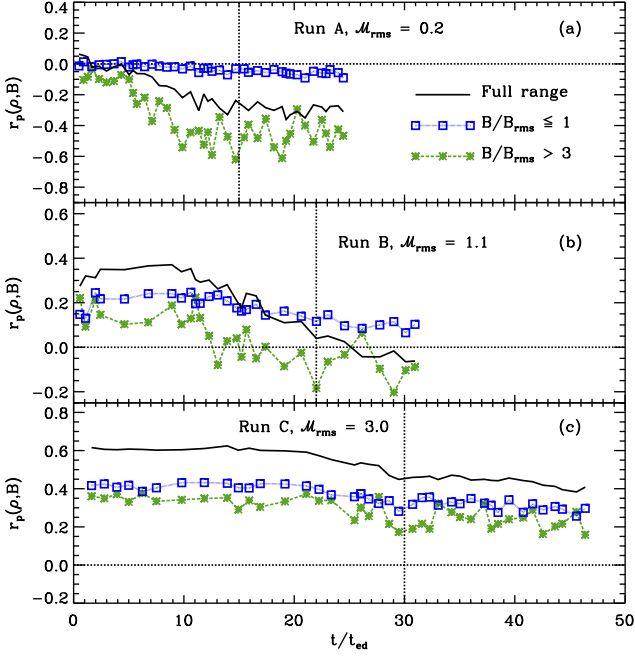 0.4
0.2
0.0
−0.2
−0.4
−0.6
−0.8
r_p(ρ,B)
Run A, ℳ_rms = 0.2
(a)
Full range
B/B_rms ≦ 1
B/B_rms > 3
0.6
0.4
0.2
0.0
−0.2
r_p(ρ,B)
Run B, ℳ_rms = 1.1
(b)
0.8
0.6
0.4
0.2
0.0
−0.2
r_p(ρ,B)
Run C, ℳ_rms = 3.0
(c)
0 10 20 30 40 50
t/t_ed